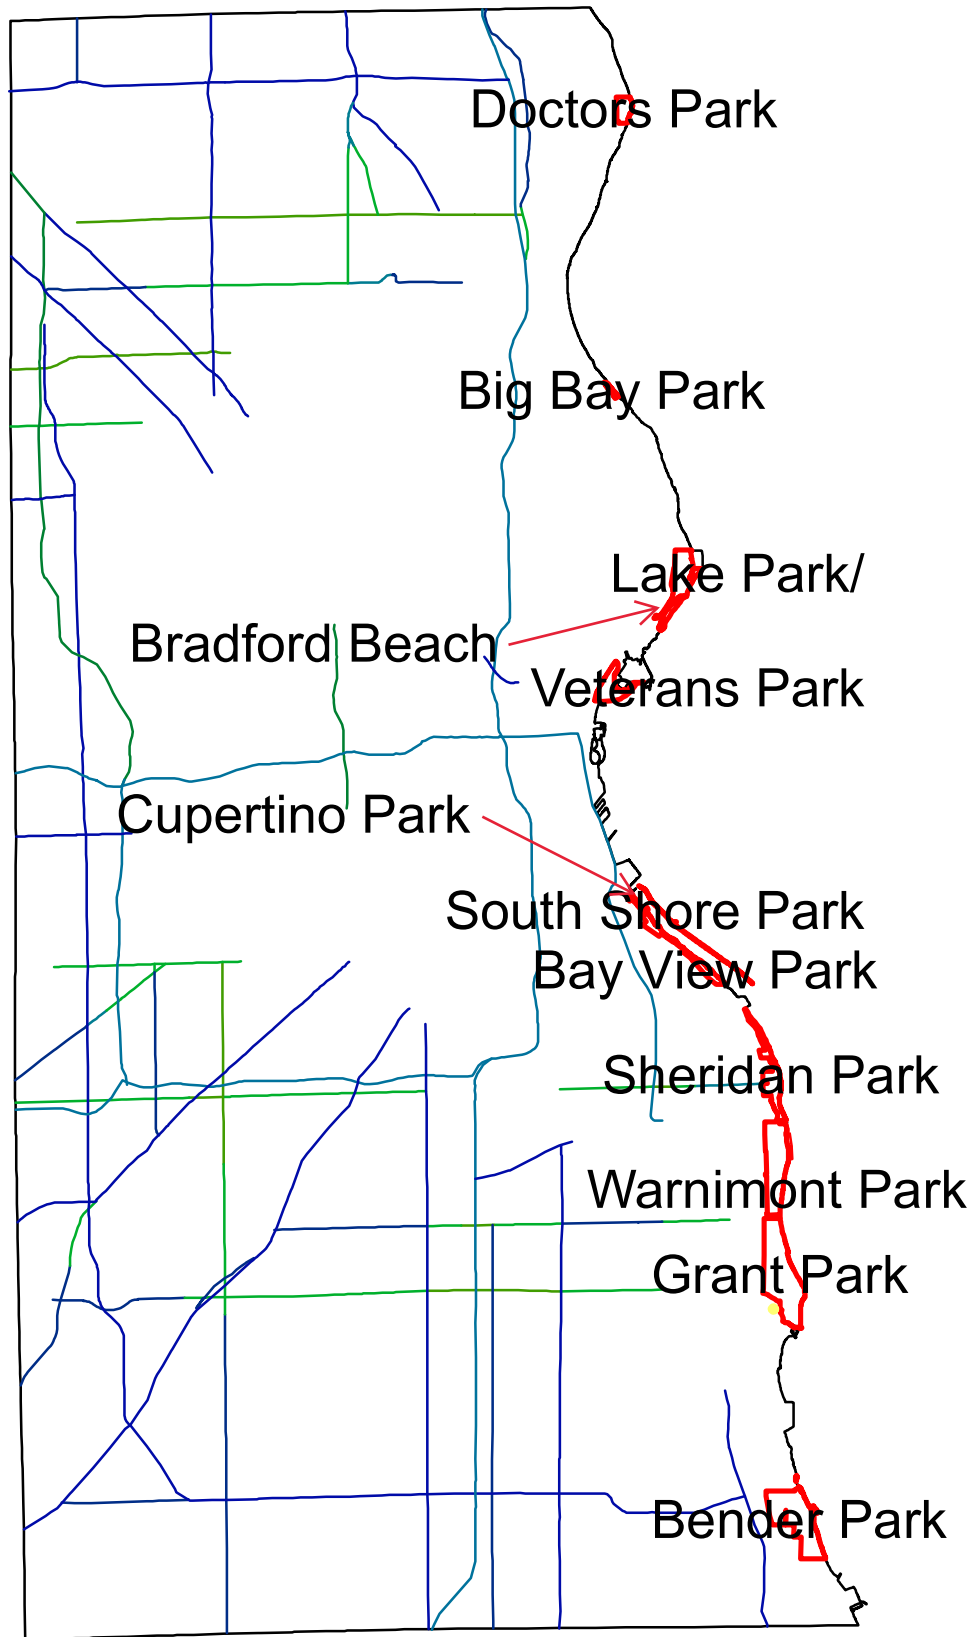 Doctors Park
Big Bay Park
Lake Park/
Bradford Beach
Veterans Park
Cupertino Park
South Shore Park
Bay View Park
Sheridan Park
Warnimont Park
Grant Park
Bender Park